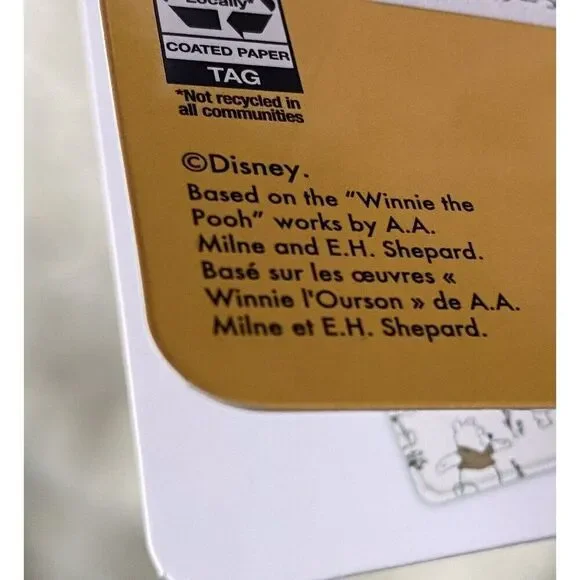 Locally*
COATED PAPER
TAG
*Not recycled in
all communities
©Disney.
Based on the "Winnie the
Pooh" works by A.A.
Milne and E.H. Shepard.
Basé sur les œuvres «
Winnie l'Ourson » de A.A.
Milne et E.H. Shepard.